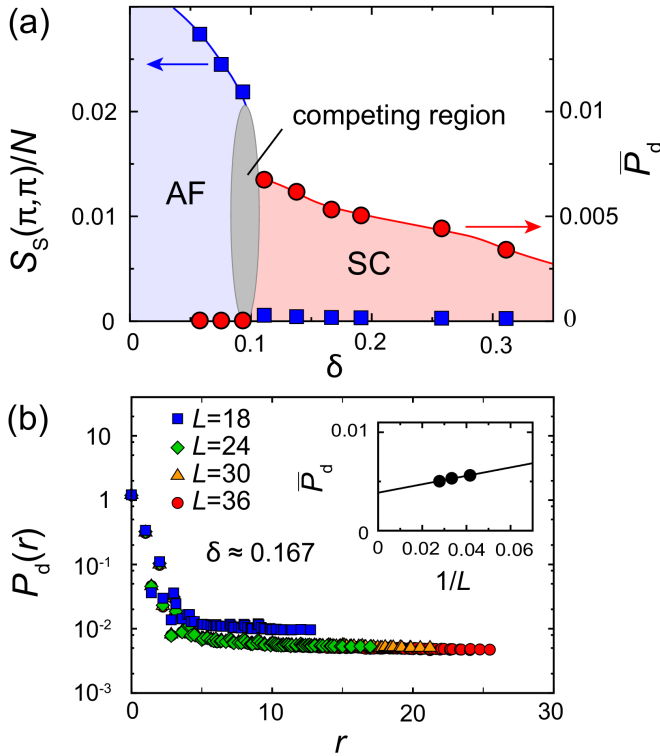 (a)
S_S(π,π)/N
0.02
0.01
0
competing region
AF
SC
0.01
0.005
0
P̅_d
0
0.1
0.2
0.3
δ
(b)
P_d(r)
10
1
10⁻¹
10⁻²
10⁻³
L=18
L=24
L=30
L=36
δ ≈ 0.167
P̅_d
0.01
0
0
0.02
0.04
0.06
1/L
0
10
20
30
r